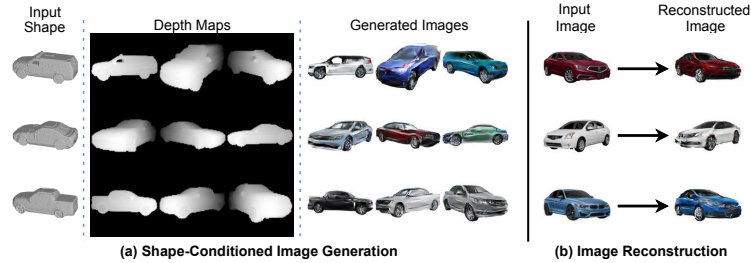 Input
Shape
Depth Maps
Generated Images
Input
Image
Reconstructed
Image
(a) Shape-Conditioned Image Generation
(b) Image Reconstruction